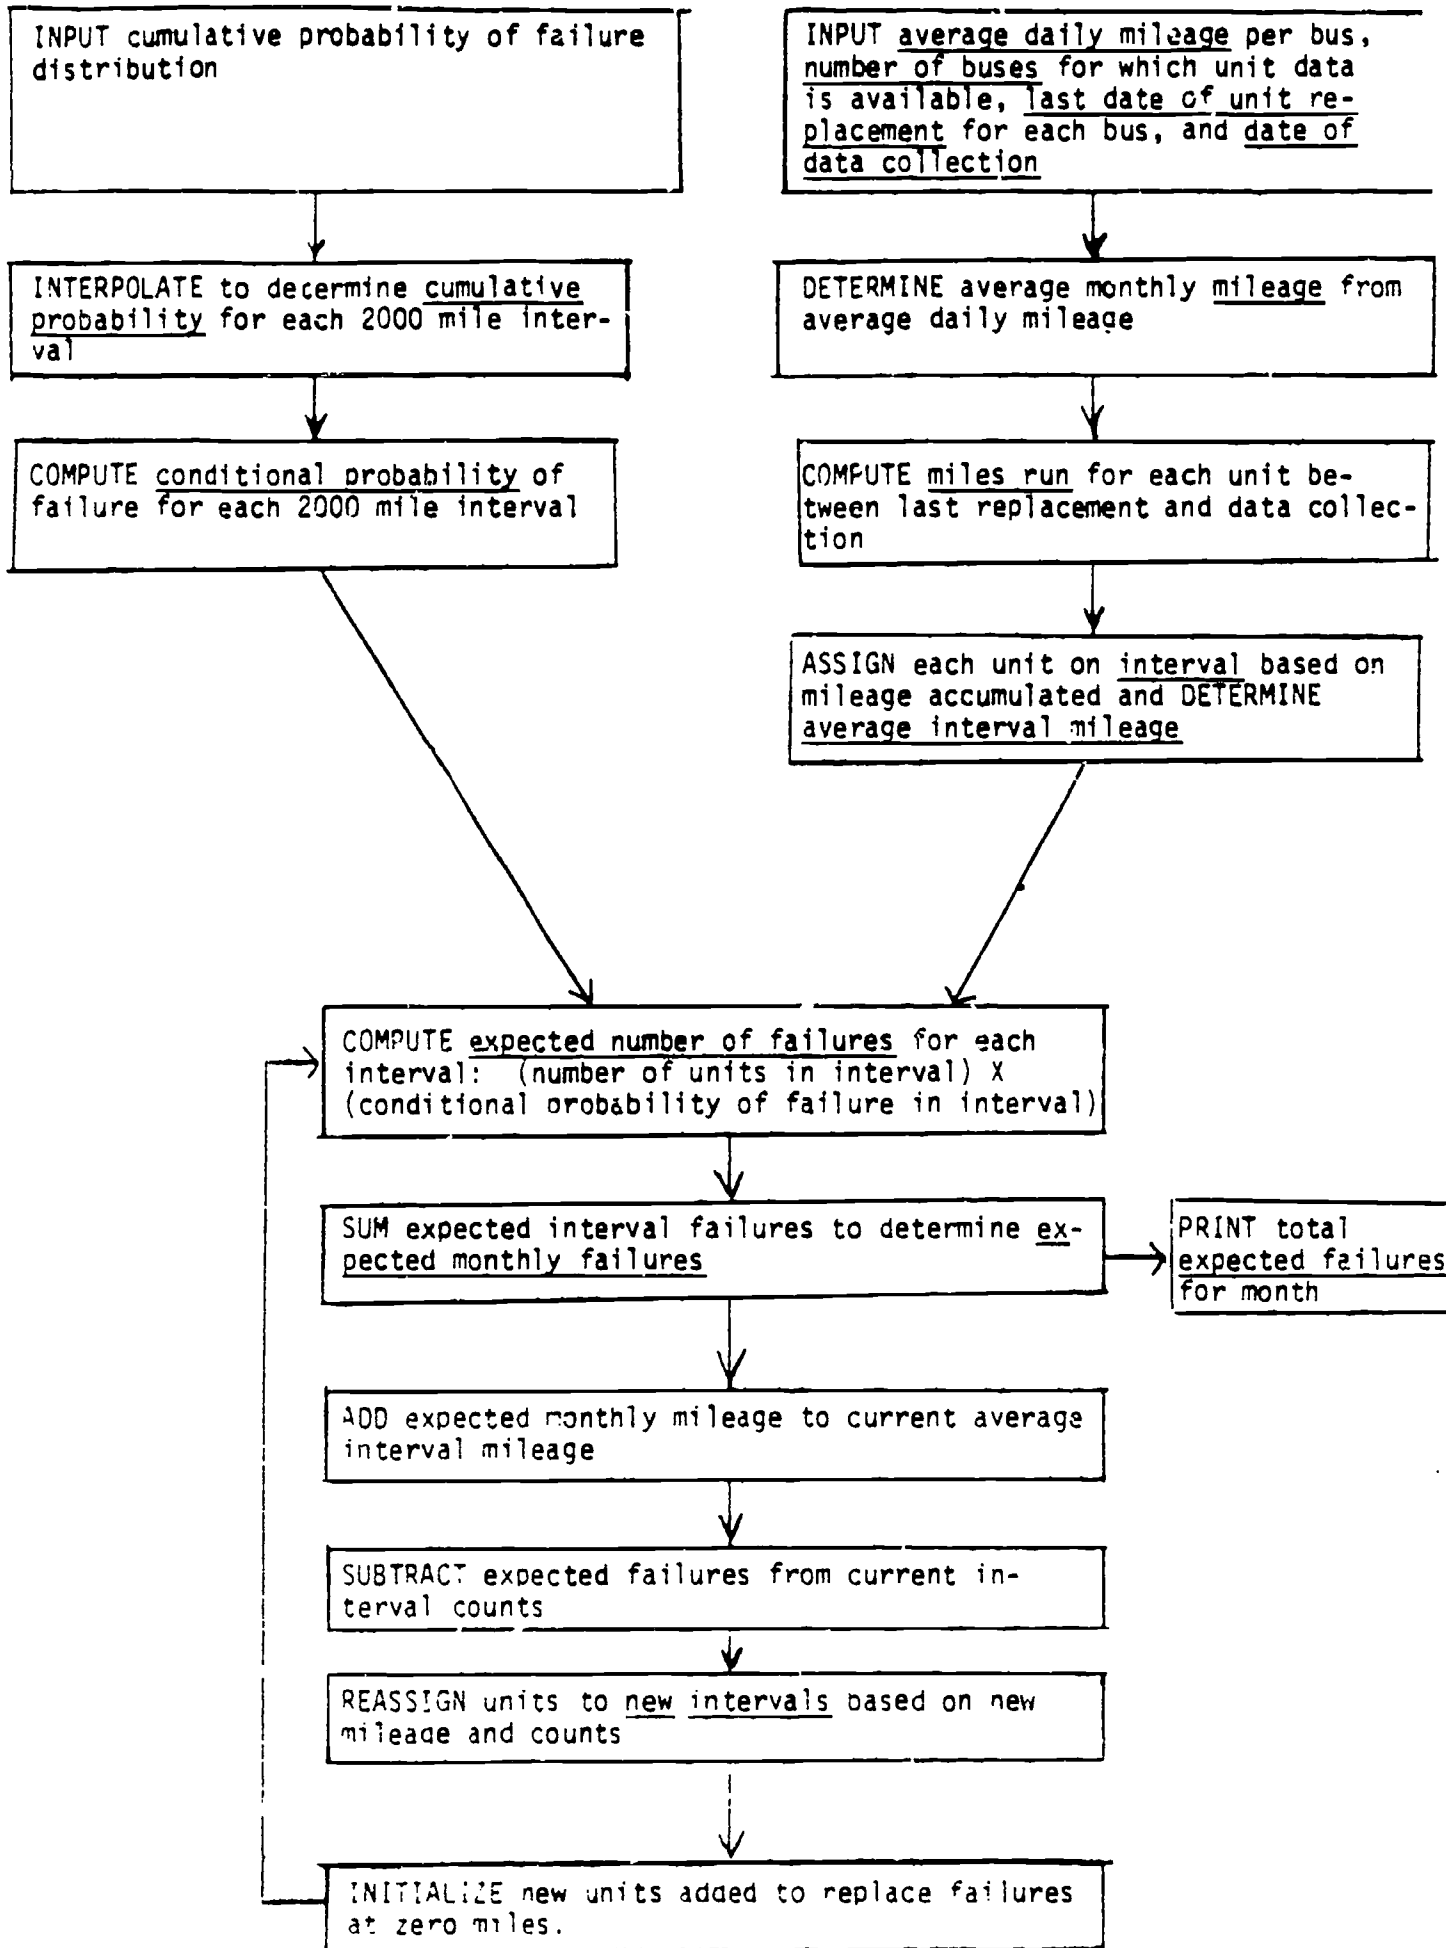 INPUT cumulative probability of failure
distribution
INPUT average daily mileage per bus,
number of buses for which unit data
is available, last date of unit re-
placement for each bus, and date of
data collection
INTERPOLATE to determine cumulative
probability for each 2000 mile inter-
val
DETERMINE average monthly mileage from
average daily mileage
COMPUTE conditional probability of
failure for each 2000 mile interval
COMPUTE miles run for each unit be-
tween last replacement and data collec-
tion
ASSIGN each unit on interval based on
mileage accumulated and DETERMINE
average interval mileage
COMPUTE expected number of failures for each
interval: (number of units in interval) X
(conditional probability of failure in interval)
SUM expected interval failures to determine ex-
pected monthly failures
PRINT total
expected failures
for month
ADD expected monthly mileage to current average
interval mileage
SUBTRACT expected failures from current in-
terval counts
REASSIGN units to new intervals based on new
mileage and counts
INITIALIZE new units added to replace failures
at zero miles.